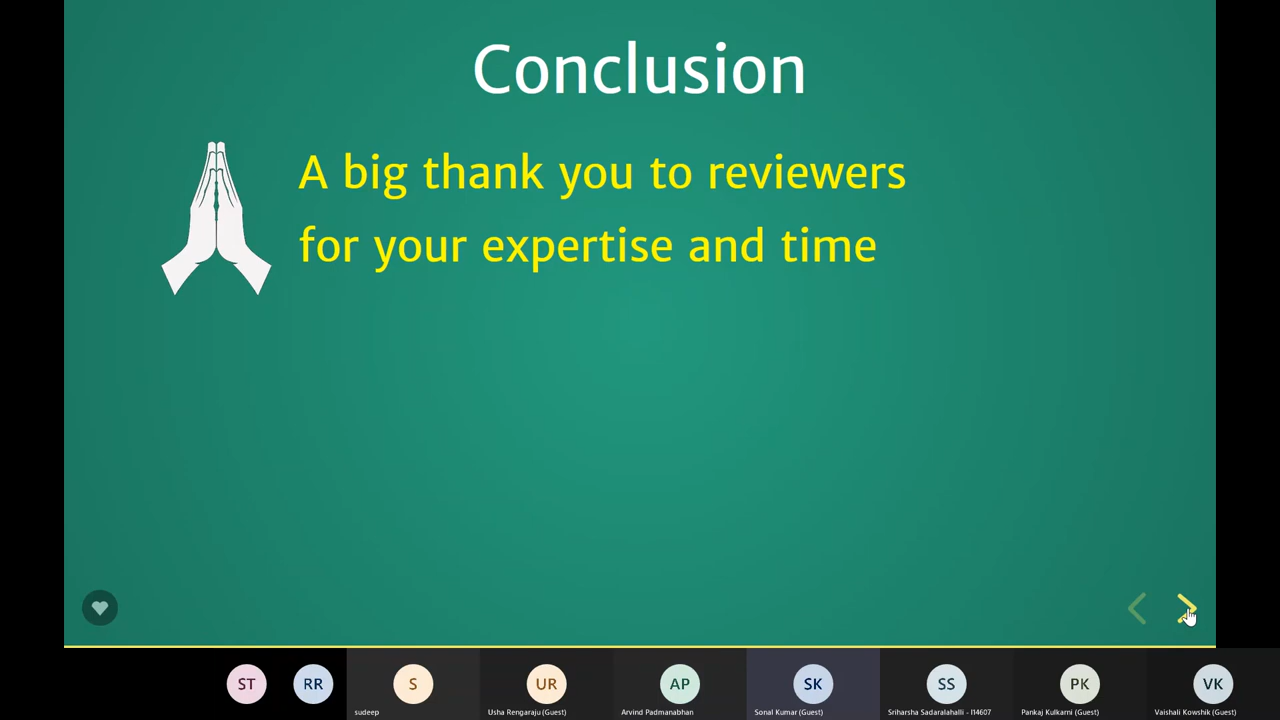 Conclusion
A big thank you to reviewers
for your expertise and time
ST
RR
S
UR
AP
SK
SS
PK
VK
sudeep
Usha Rengaraju (Guest)
Arvind Padmanabhan
Sonal Kumar (Guest)
Sriharsha Sadaralahalli - I14607
Pankaj Kulkarni (Guest)
Vaishali Kowshik (Guest)